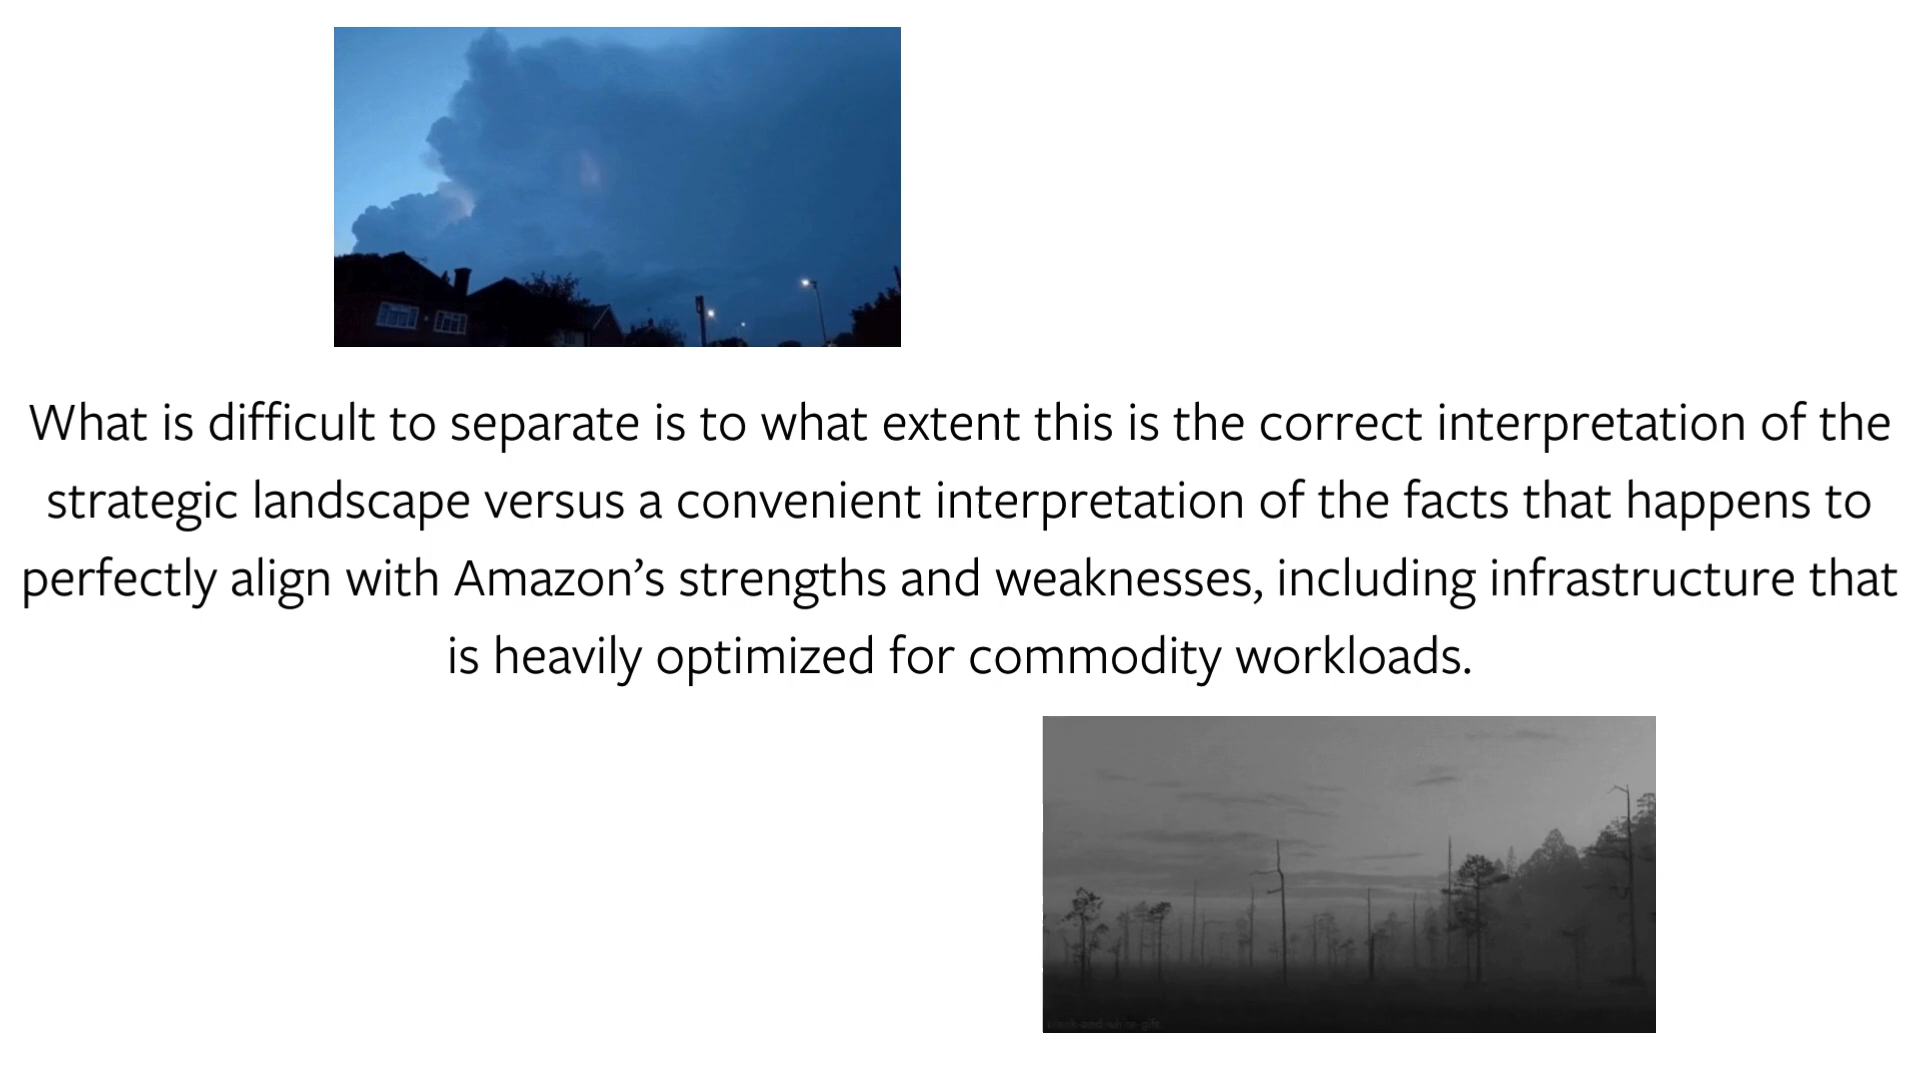 What is difficult to separate is to what extent this is the correct interpretation of the
strategic landscape versus a convenient interpretation of the facts that happens to
perfectly align with Amazon’s strengths and weaknesses, including infrastructure that
is heavily optimized for commodity workloads.